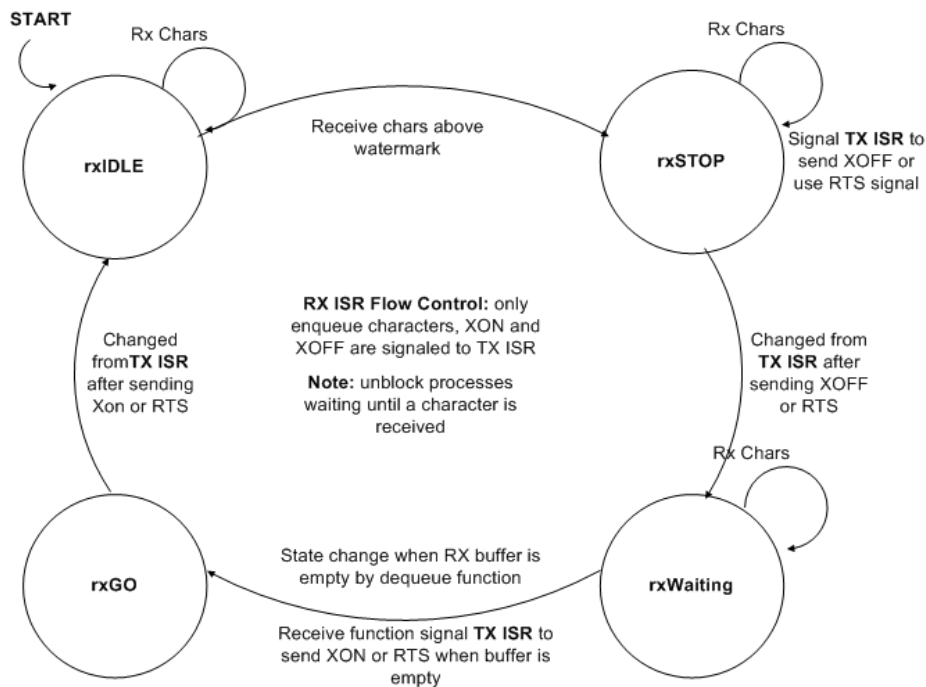 START
Rx Chars
Rx Chars
rxIDLE
Receive chars above
watermark
rxSTOP
Signal TX ISR to
send XOFF or
use RTS signal
RX ISR Flow Control: only
enqueue characters, XON and
XOFF are signaled to TX ISR
Note: unblock processes
waiting until a character is
received
Changed
fromTX ISR
after sending
Xon or RTS
Changed from
TX ISR after
sending XOFF
or RTS
Rx Chars
rxGO
State change when RX buffer is
empty by dequeue function
rxWaiting
Receive function signal TX ISR to
send XON or RTS when buffer is
empty